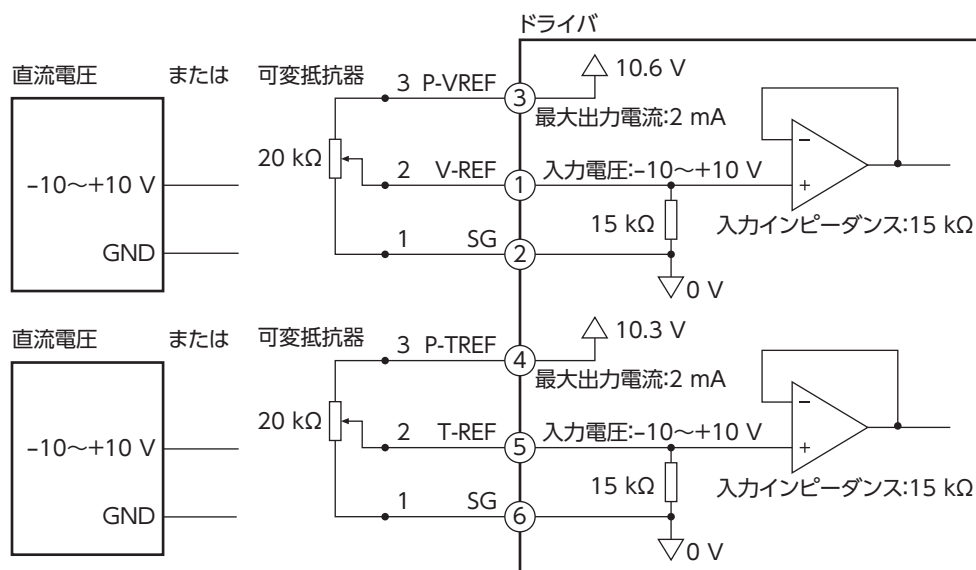 ドライバ
直流電圧 または 可変抵抗器
3 P-VREF ③ 10.6 V
最大出力電流:2 mA
20 kΩ
–10～+10 V 2 V-REF ① 入力電圧:–10～+10 V
– +
15 kΩ 入力インピーダンス:15 kΩ
GND 1 SG ②
0 V
直流電圧 または 可変抵抗器
3 P-TREF ④ 10.3 V
最大出力電流:2 mA
20 kΩ
–10～+10 V 2 T-REF ⑤ 入力電圧:–10～+10 V
– +
15 kΩ 入力インピーダンス:15 kΩ
GND 1 SG ⑥
0 V